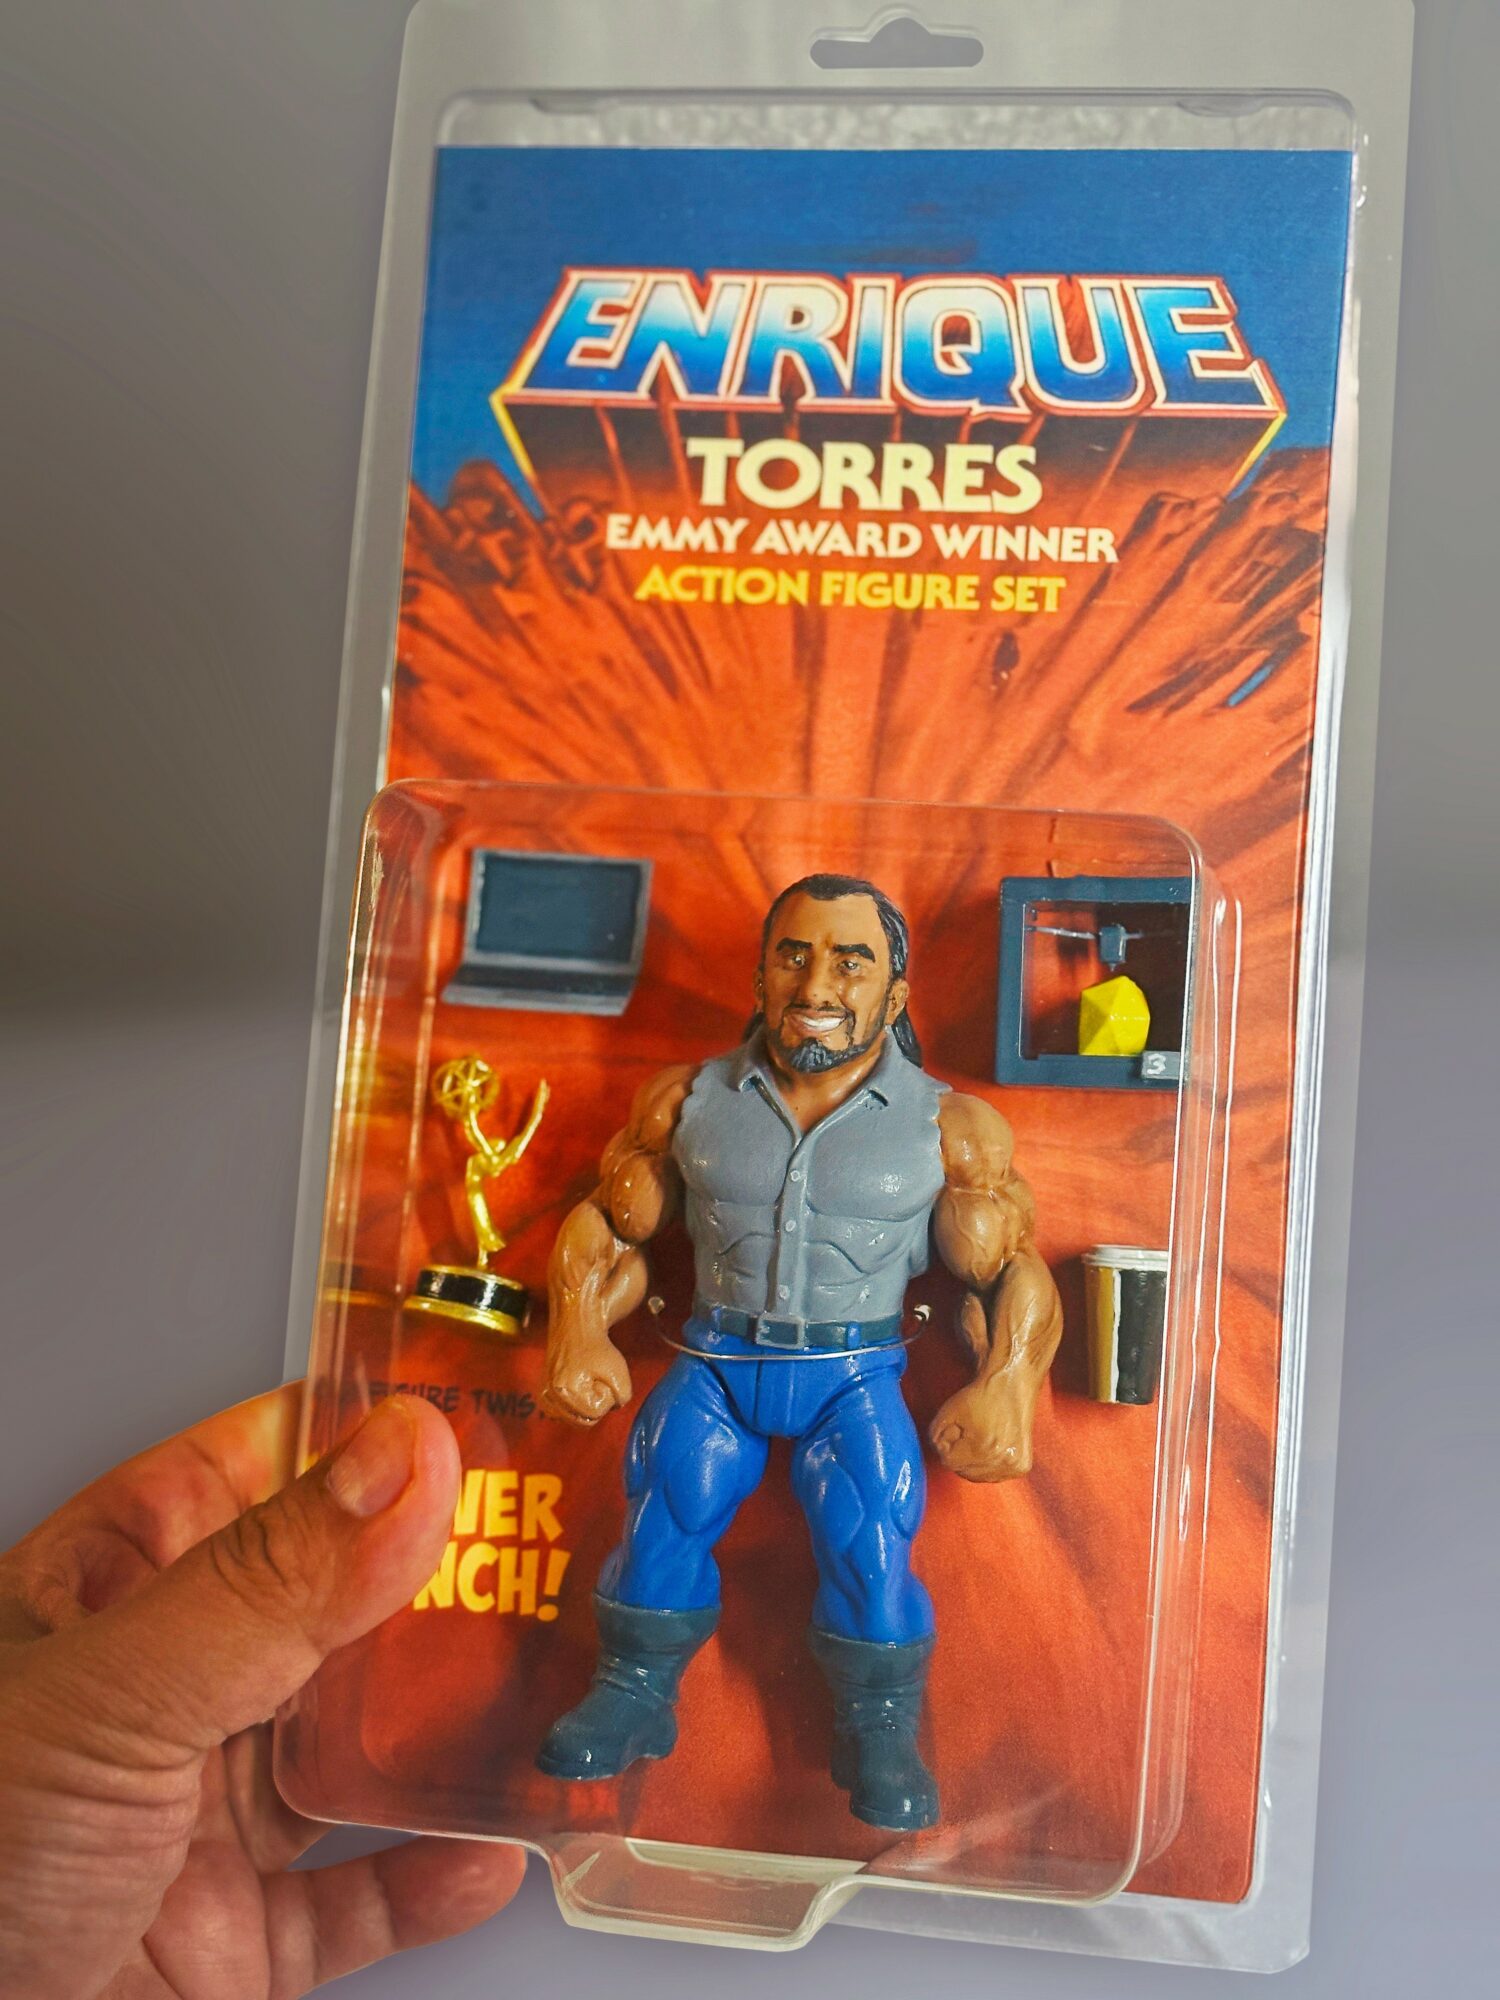 ENRIQUE
TORRES
EMMY AWARD WINNER
ACTION FIGURE SET
3